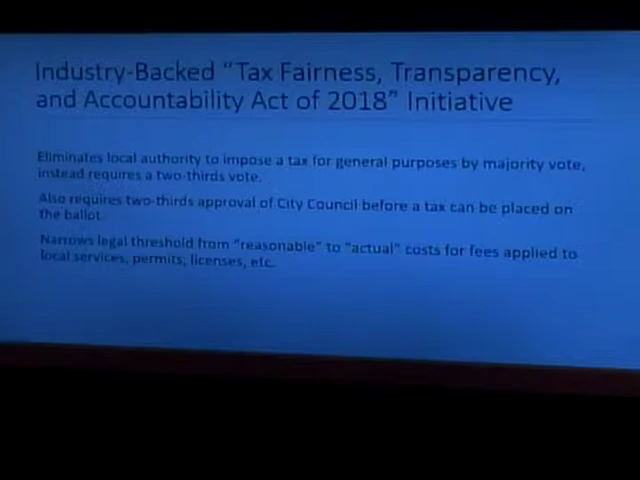 Industry-Backed “Tax Fairness, Transparency,
and Accountability Act of 2018” Initiative
Eliminates local authority to impose a tax for general purposes by majority vote,
instead requires a two-thirds vote.
Also requires two-thirds approval of City Council before a tax can be placed on
the ballot.
Narrows legal threshold from “reasonable” to “actual” costs for fees applied to
local services, permits, licenses, etc.